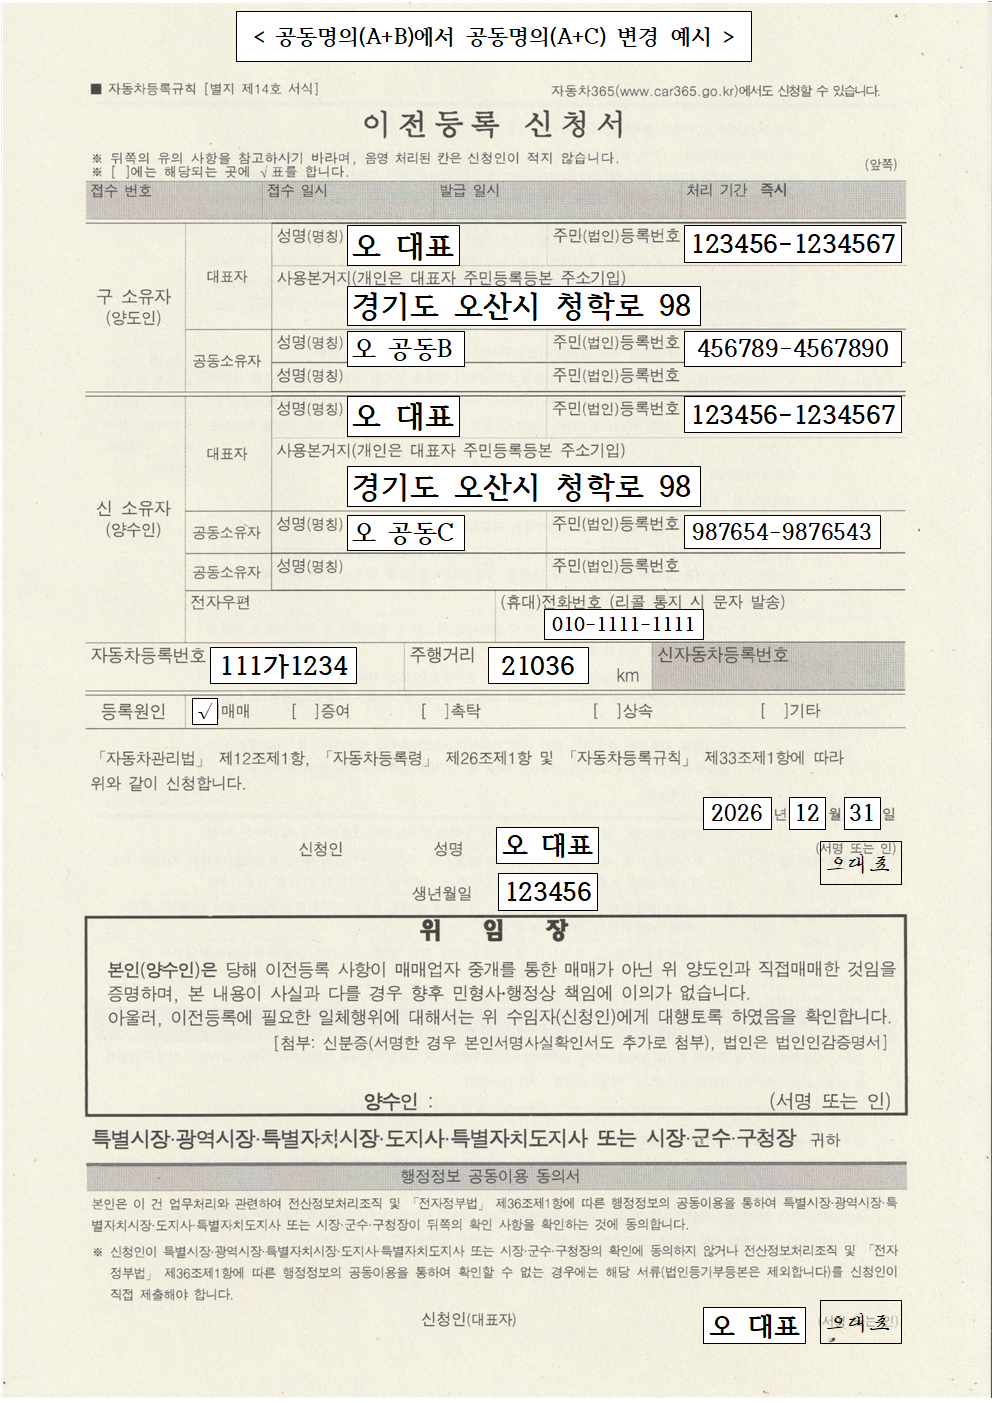 < 공동명의(A+B)에서 공동명의(A+C) 변경 예시 >
■ 자동차등록규칙 [별지 제14호 서식]
자동차365(www.car365.go.kr)에서도 신청할 수 있습니다.
이전등록 신청서
※ 뒤쪽의 유의 사항을 참고하시기 바라며, 음영 처리된 칸은 신청인이 적지 않습니다.
※ [ ]에는 해당되는 곳에 √표를 합니다.
(앞쪽)
접수 번호 접수 일시 발급 일시 처리 기간 즉시
구 소유자
(양도인)
대표자
성명(명칭) 오 대표 주민(법인)등록번호 123456-1234567
사용본거지(개인은 대표자 주민등록등본 주소기입)
경기도 오산시 청학로 98
공동소유자
성명(명칭) 오 공동B 주민(법인)등록번호 456789-4567890
성명(명칭) 주민(법인)등록번호
신 소유자
(양수인)
대표자
성명(명칭) 오 대표 주민(법인)등록번호 123456-1234567
사용본거지(개인은 대표자 주민등록등본 주소기입)
경기도 오산시 청학로 98
공동소유자 성명(명칭) 오 공동C 주민(법인)등록번호 987654-9876543
공동소유자 성명(명칭) 주민(법인)등록번호
전자우편 (휴대)전화번호 (리콜 통지 시 문자 발송)
010-1111-1111
자동차등록번호 111가1234 주행거리 21036 km 신자동차등록번호
등록원인 √ 매매 [ ]증여 [ ]촉탁 [ ]상속 [ ]기타
「자동차관리법」 제12조제1항, 「자동차등록령」 제26조제1항 및 「자동차등록규칙」 제33조제1항에 따라
위와 같이 신청합니다.
2026 년 12 월 31 일
신청인 성명 오 대표 (서명 또는 인)
오대표
생년월일 123456
위 임 장
본인(양수인)은 당해 이전등록 사항이 매매업자 중개를 통한 매매가 아닌 위 양도인과 직접매매한 것임을
증명하며, 본 내용이 사실과 다를 경우 향후 민형사·행정상 책임에 이의가 없습니다.
아울러, 이전등록에 필요한 일체행위에 대해서는 위 수임자(신청인)에게 대행토록 하였음을 확인합니다.
[첨부: 신분증(서명한 경우 본인서명사실확인서도 추가로 첨부), 법인은 법인인감증명서]
양수인 : (서명 또는 인)
특별시장·광역시장·특별자치시장·도지사·특별자치도지사 또는 시장·군수·구청장 귀하
행정정보 공동이용 동의서
본인은 이 건 업무처리와 관련하여 전산정보처리조직 및 「전자정부법」 제36조제1항에 따른 행정정보의 공동이용을 통하여 특별시장·광역시장·특
별자치시장·도지사·특별자치도지사 또는 시장·군수·구청장이 뒤쪽의 확인 사항을 확인하는 것에 동의합니다.
※ 신청인이 특별시장·광역시장·특별자치시장·도지사·특별자치도지사 또는 시장·군수·구청장의 확인에 동의하지 않거나 전산정보처리조직 및 「전자
정부법」 제36조제1항에 따른 행정정보의 공동이용을 통하여 확인할 수 없는 경우에는 해당 서류(법인등기부등본은 제외합니다)를 신청인이
직접 제출해야 합니다.
신청인(대표자) 오 대표 오대표